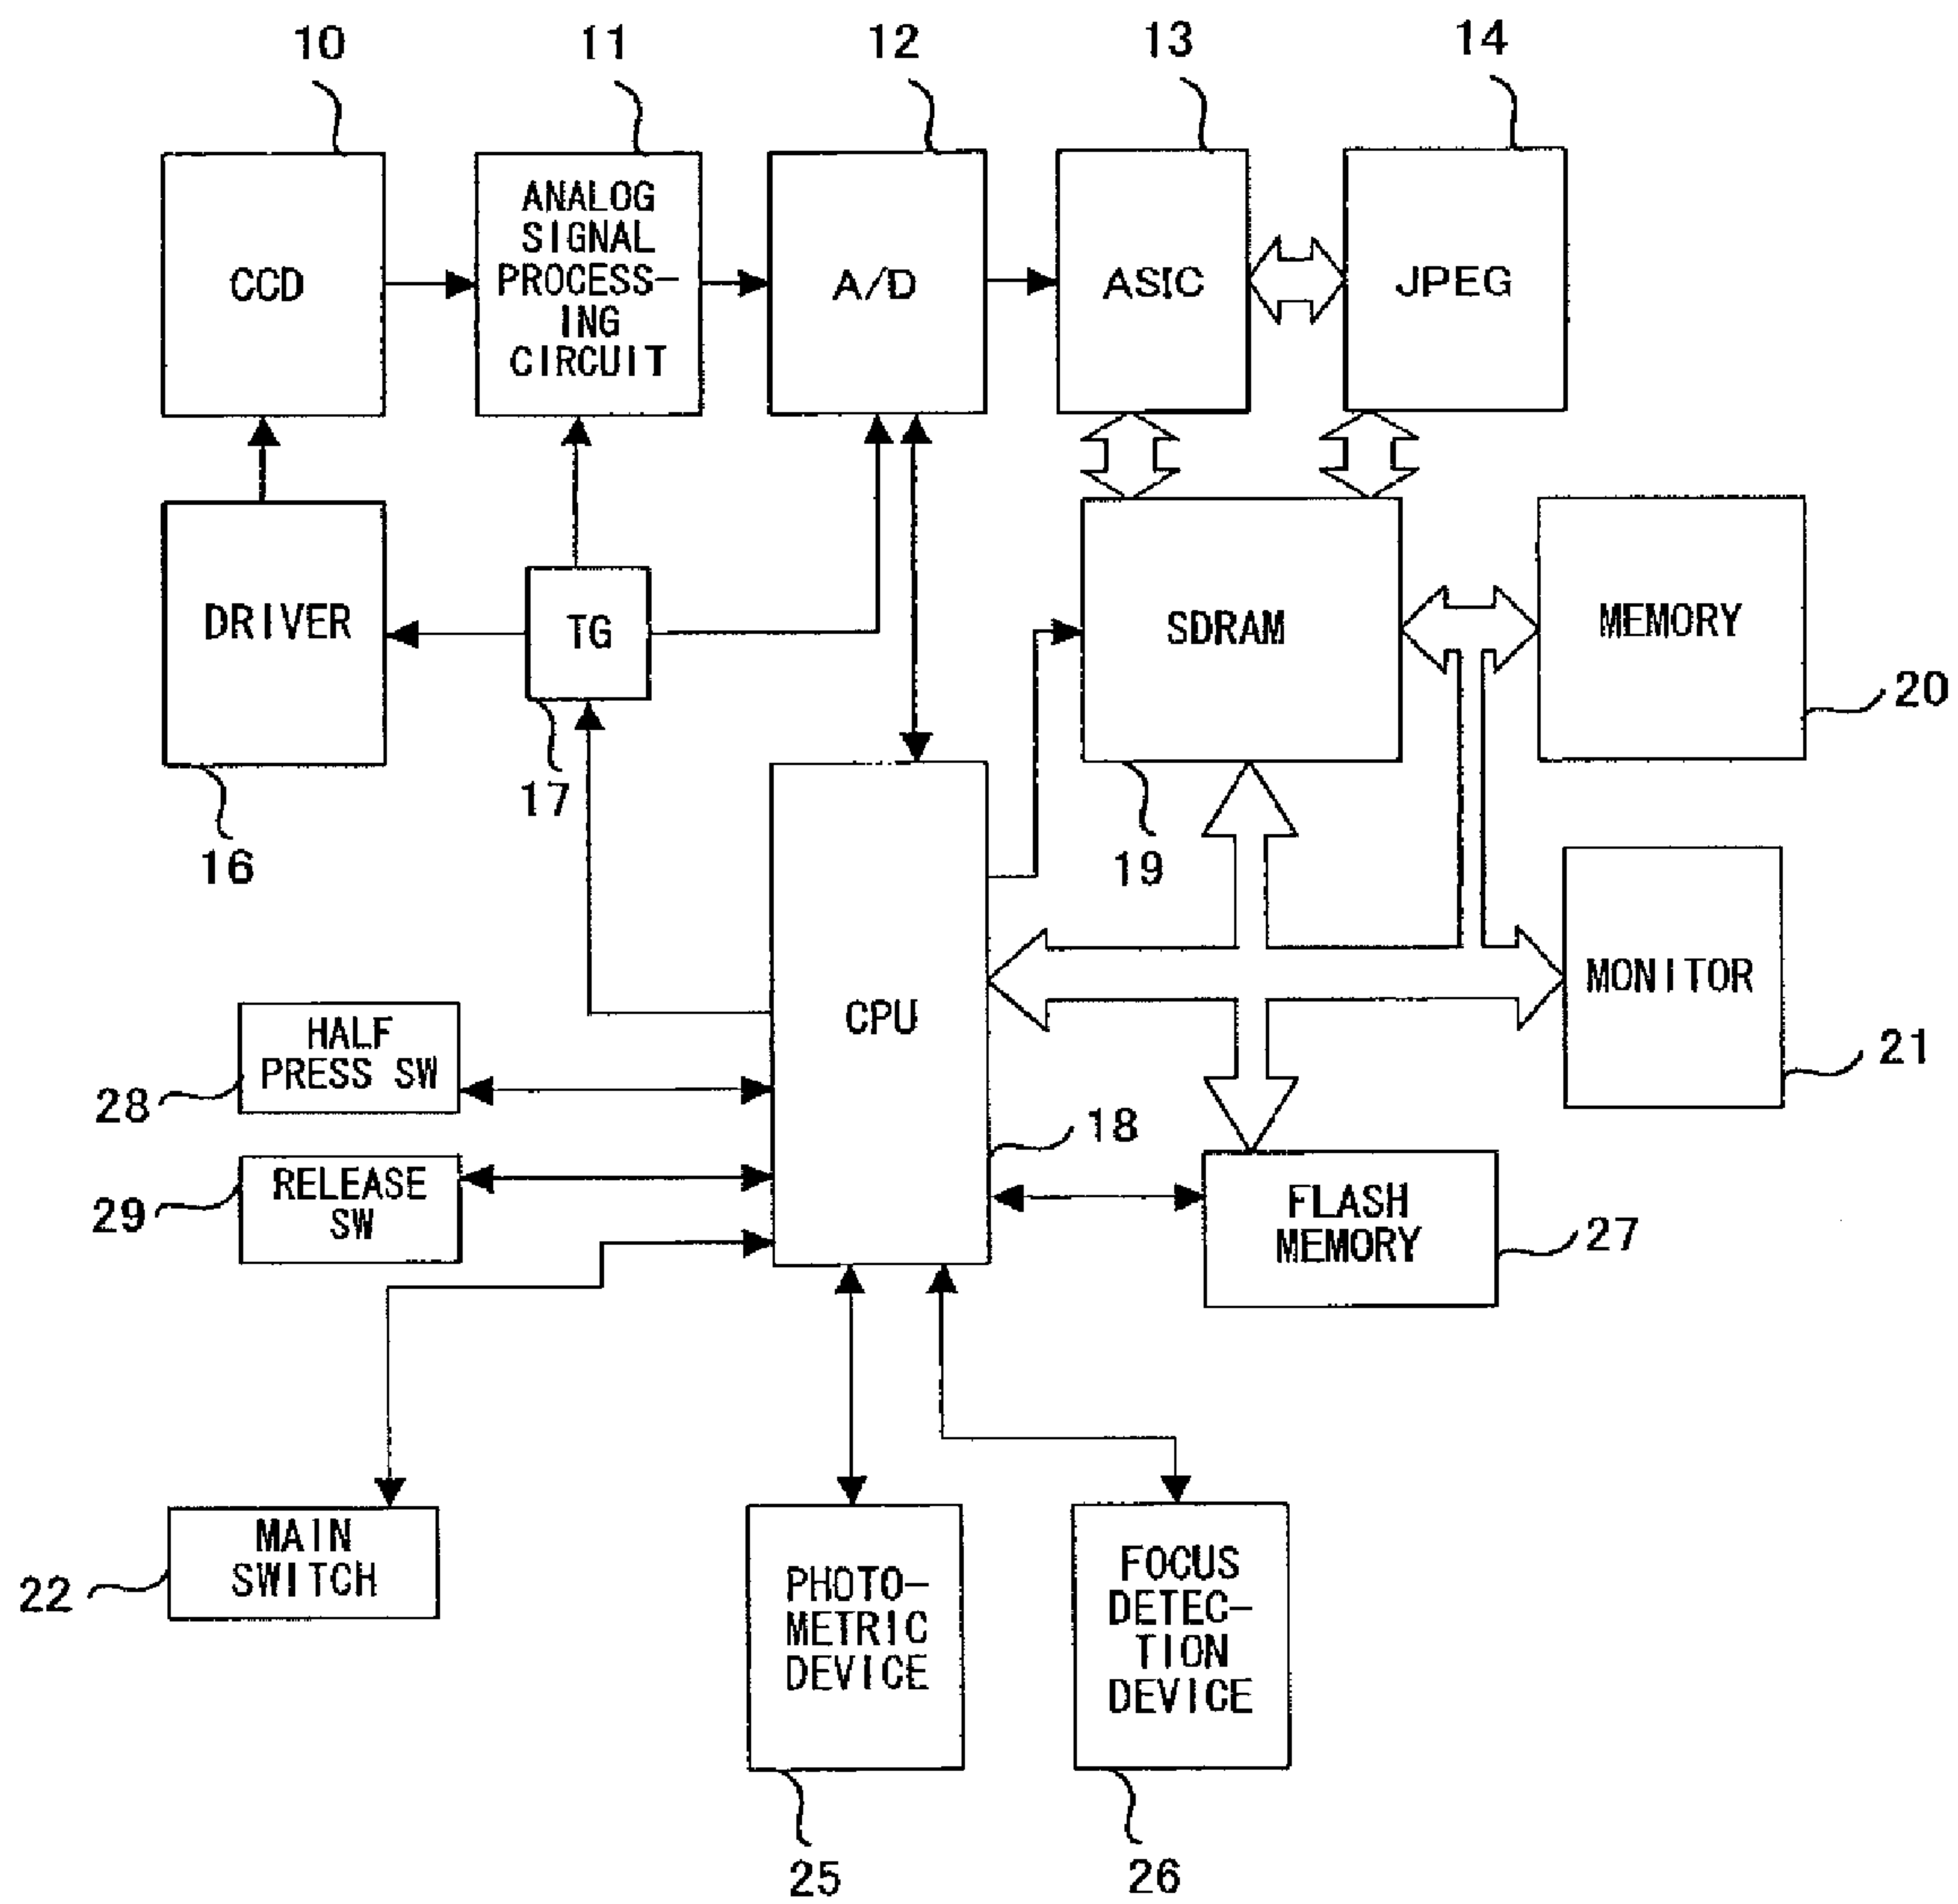 10
11
12
13
14
CCD
ANALOG
SIGNAL
PROCESS-
ING
CIRCUIT
A/D
ASIC
JPEG
DRIVER
TG
SDRAM
MEMORY
16
17
19
20
CPU
MONITOR
21
HALF
PRESS SW
28
18
RELEASE
SW
29
FLASH
MEMORY
27
MAIN
SWITCH
22
PHOTO-
METRIC
DEVICE
FOCUS
DETEC-
TION
DEVICE
25
26